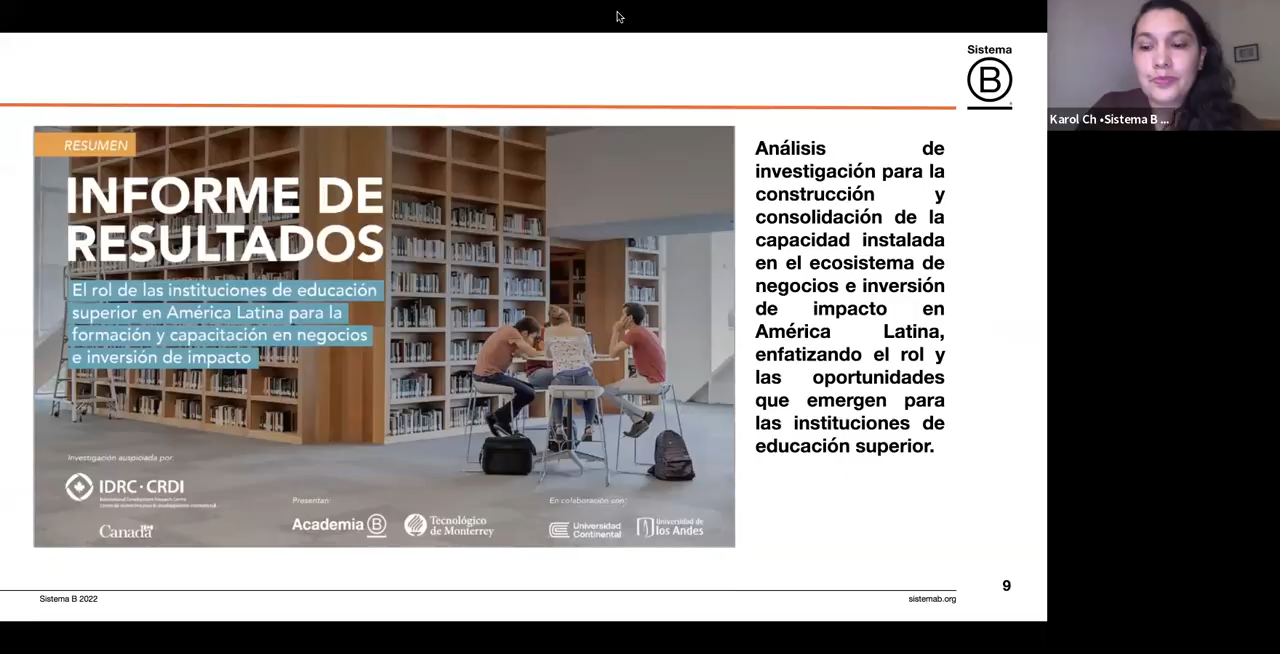 Sistema
B
Karol Ch •Sistema B ...
RESUMEN
INFORME DE
RESULTADOS
El rol de las instituciones de educación
superior en América Latina para la
formación y capacitación en negocios
e inversión de impacto
Investigación auspiciada por:
IDRC · CRDI
International Development Research Centre
Centre de recherches pour le développement international
Canada
Presentan:
Academia B
Tecnológico
de Monterrey
En colaboración con:
Universidad
Continental
Universidad de
los Andes
Análisis de
investigación para la
construcción y
consolidación de la
capacidad instalada
en el ecosistema de
negocios e inversión
de impacto en
América Latina,
enfatizando el rol y
las oportunidades
que emergen para
las instituciones de
educación superior.
9
Sistema B 2022
sistemab.org